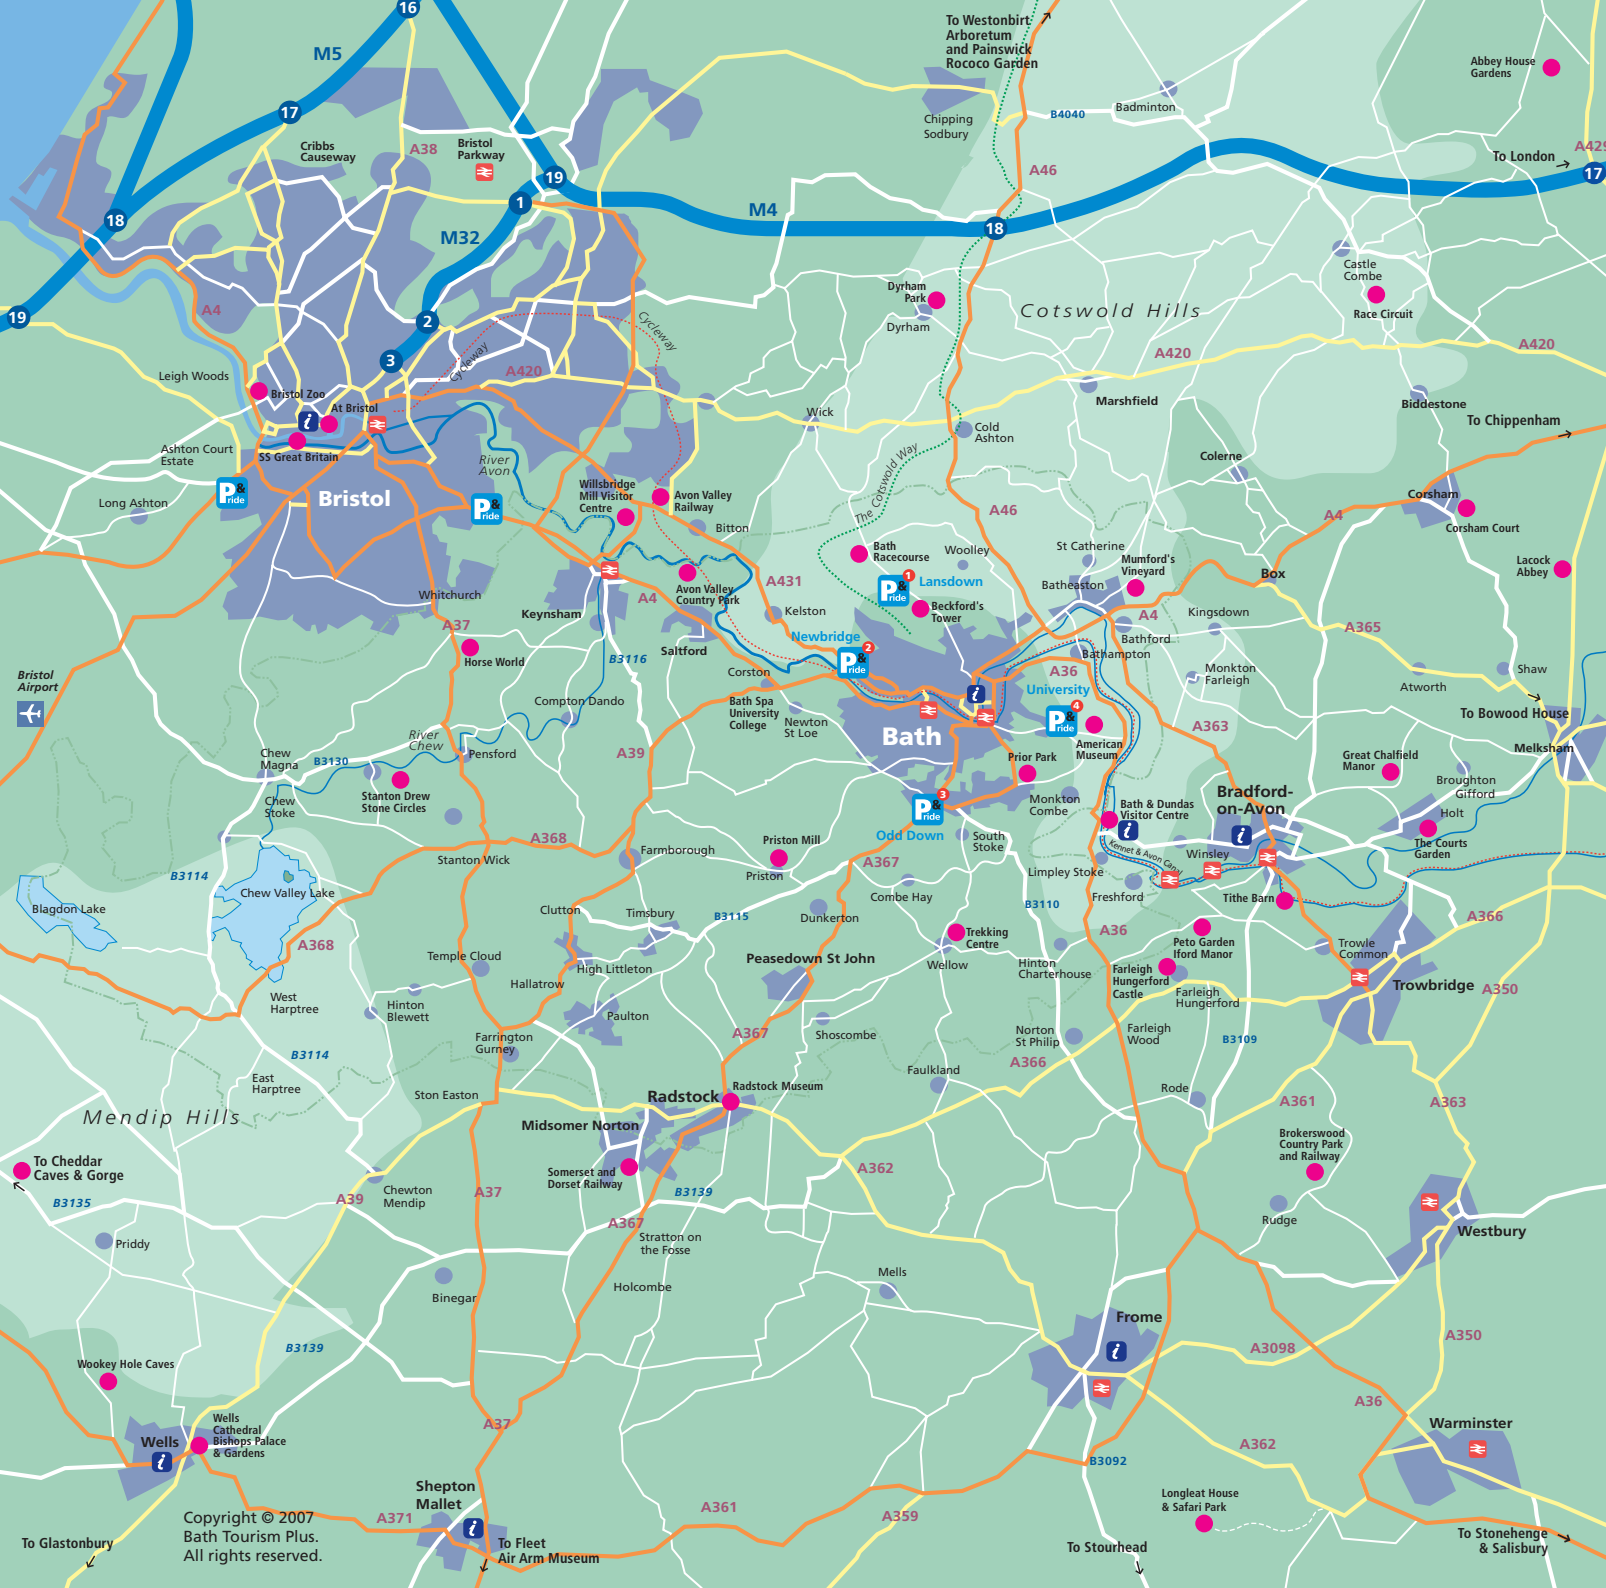 16
To Westonbirt
Arboretum
and Painswick
Rococo Garden
M5
Abbey House
Gardens
17
Badminton
B4040
Chipping
Sodbury
Cribbs
Causeway
A38
Bristol
Parkway
A429
To London
17
A46
19
1
18
M4
M32
18
Castle
Combe
Dyrham
Park
Race Circuit
Dyrham
Cotswold Hills
A4
19
2
Cycleway
3
Cycleway
A420
A420
A420
Leigh Woods
Bristol Zoo
At Bristol
Marshfield
Biddestone
Wick
To Chippenham
Cold
Ashton
Ashton Court
Estate
SS Great Britain
River
Avon
The Cotswold Way
Colerne
Long Ashton
P & ride
Bristol
P & ride
Willsbridge
Mill Visitor
Centre
Avon Valley
Railway
Corsham
Corsham Court
A46
A4
Bitton
Bath
Racecourse
Woolley
St Catherine
Mumford's
Vineyard
Lacock
Abbey
Box
A431
1
P & ride
Lansdown
Batheaston
Avon Valley
Country Park
Whitchurch
A4
Keynsham
Kelston
Beckford's
Tower
A4
Kingsdown
A37
Newbridge
Bathford
A365
2
P & ride
Horse World
B3116
Saltford
Bathampton
Corston
A36
Monkton
Farleigh
Shaw
Atworth
Bristol
Airport
University
Compton Dando
Bath Spa
University
College
Newton
St Loe
4
P & ride
To Bowood House
A363
River
Chew
Bath
American
Museum
Melksham
Chew
Magna
B3130
Pensford
A39
Prior Park
Great Chalfield
Manor
Stanton Drew
Stone Circles
Broughton
Gifford
Chew
Stoke
3
P & ride
Monkton
Combe
Bath & Dundas
Visitor Centre
Bradford-
on-Avon
Holt
Odd Down
South
Stoke
The Courts
Garden
A368
Priston Mill
Kennet & Avon Canal
Winsley
Stanton Wick
Farmborough
A367
Limpley Stoke
B3114
Priston
Chew Valley Lake
Combe Hay
Freshford
Tithe Barn
Blagdon Lake
Clutton
Timsbury
B3115
Dunkerton
B3110
A366
A368
Trekking
Centre
A36
Peto Garden
Iford Manor
Trowle
Common
Temple Cloud
Peasedown St John
Wellow
Hinton
Charterhouse
Farleigh
Hungerford
Castle
High Littleton
Hallatrow
Trowbridge
A350
West
Harptree
Hinton
Blewett
Farleigh
Hungerford
Paulton
A367
Shoscombe
Norton
St Philip
Farleigh
Wood
B3109
Farrington
Gurney
B3114
A366
Faulkland
East
Harptree
Ston Easton
Radstock
Radstock Museum
Rode
A361
A363
Mendip Hills
Midsomer Norton
Brokerswood
Country Park
and Railway
To Cheddar
Caves & Gorge
Somerset and
Dorset Railway
A362
B3135
A39
Chewton
Mendip
A37
B3139
A367
Rudge
Westbury
Stratton on
the Fosse
Priddy
Mells
Holcombe
Binegar
Frome
A350
B3139
A3098
Wookey Hole Caves
A36
A37
Wells
Cathedral
Bishops Palace
& Gardens
Warminster
Wells
A362
B3092
Shepton
Mallet
Longleat House
& Safari Park
A361
A359
A371
Copyright © 2007
Bath Tourism Plus.
All rights reserved.
To Glastonbury
To Fleet
Air Arm Museum
To Stourhead
To Stonehenge
& Salisbury